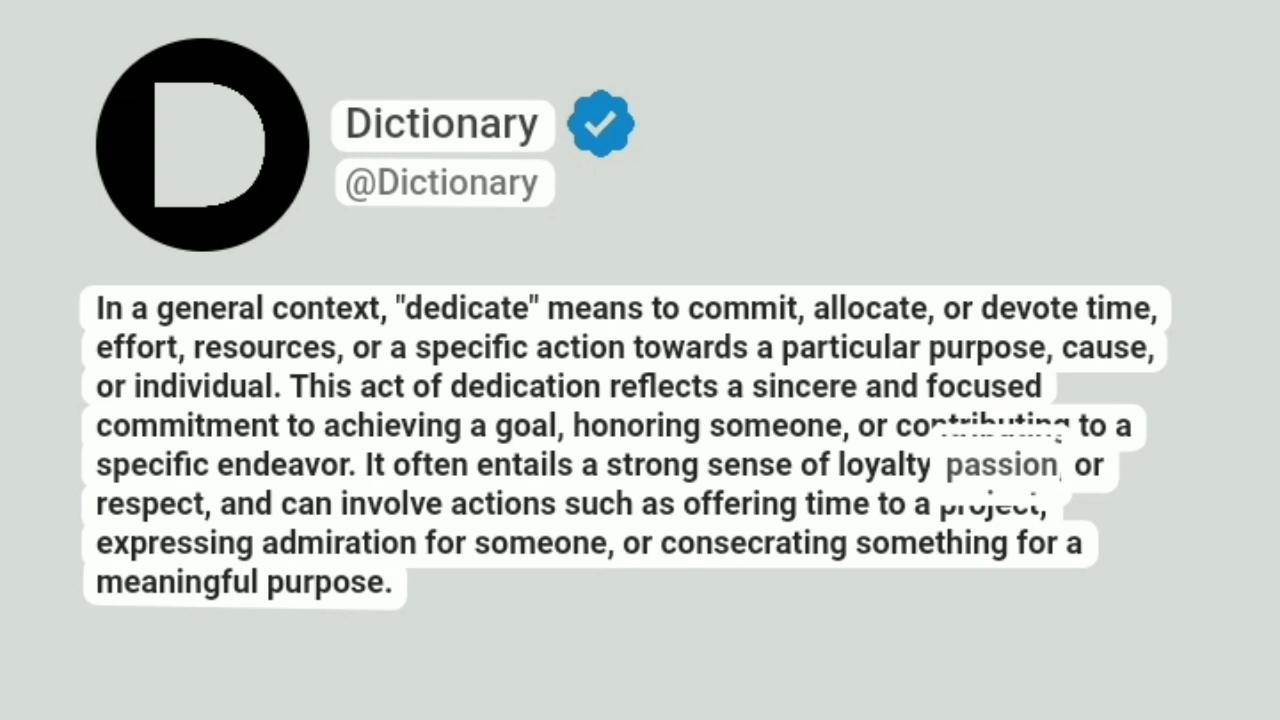 D
Dictionary
@Dictionary
In a general context, "dedicate" means to commit, allocate, or devote time,
effort, resources, or a specific action towards a particular purpose, cause,
or individual. This act of dedication reflects a sincere and focused
commitment to achieving a goal, honoring someone, or contributing to a
specific endeavor. It often entails a strong sense of loyalty passion, or
respect, and can involve actions such as offering time to a project,
expressing admiration for someone, or consecrating something for a
meaningful purpose.